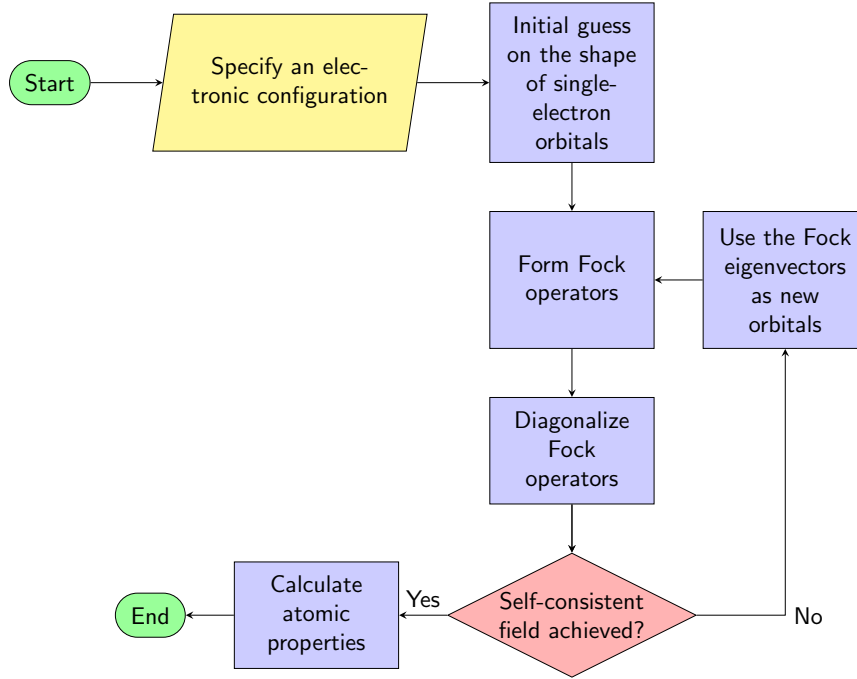 Start
Specify an elec-
tronic configuration
Initial guess
on the shape
of single-
electron
orbitals
Form Fock
operators
Use the Fock
eigenvectors
as new
orbitals
Diagonalize
Fock
operators
Self-consistent
field achieved?
Yes
No
Calculate
atomic
properties
End